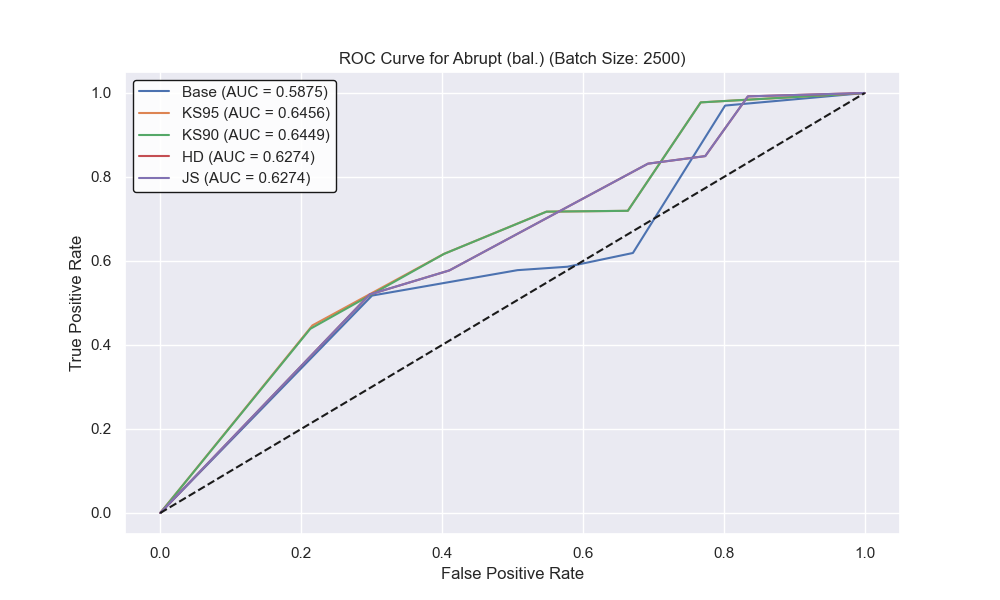 ROC Curve for Abrupt (bal.) (Batch Size: 2500)
Base (AUC = 0.5875)
KS95 (AUC = 0.6456)
KS90 (AUC = 0.6449)
HD (AUC = 0.6274)
JS (AUC = 0.6274)
True Positive Rate
1.0
0.8
0.6
0.4
0.2
0.0
0.0 0.2 0.4 0.6 0.8 1.0
False Positive Rate